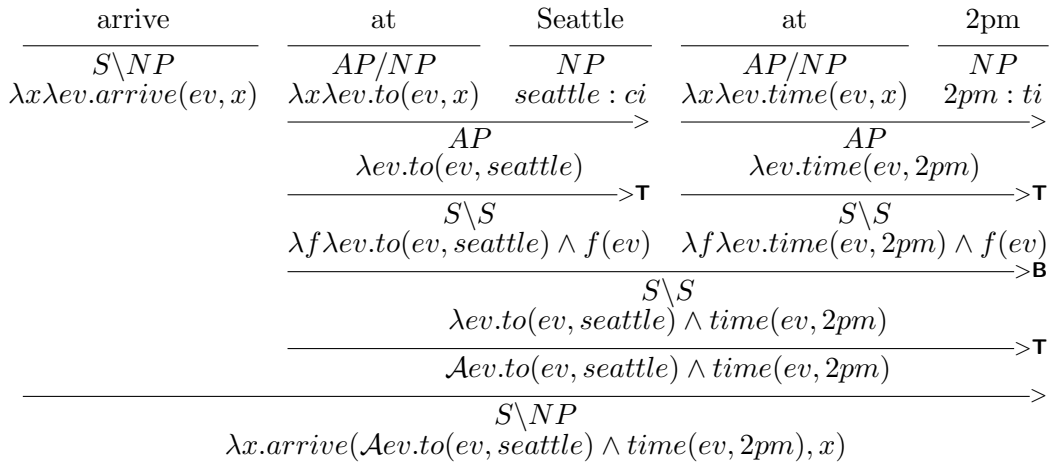 arrive at Seattle at 2pm
S\NP AP/NP NP AP/NP NP
λxλev.arrive(ev, x) λxλev.to(ev, x) seattle : ci λxλev.time(ev, x) 2pm : ti
> >
AP AP
λev.to(ev, seattle) λev.time(ev, 2pm)
>T >T
S\S S\S
λfλev.to(ev, seattle) ∧ f(ev) λfλev.time(ev, 2pm) ∧ f(ev)
>B
S\S
λev.to(ev, seattle) ∧ time(ev, 2pm)
>T
𝒜ev.to(ev, seattle) ∧ time(ev, 2pm)
>
S\NP
λx.arrive(𝒜ev.to(ev, seattle) ∧ time(ev, 2pm), x)